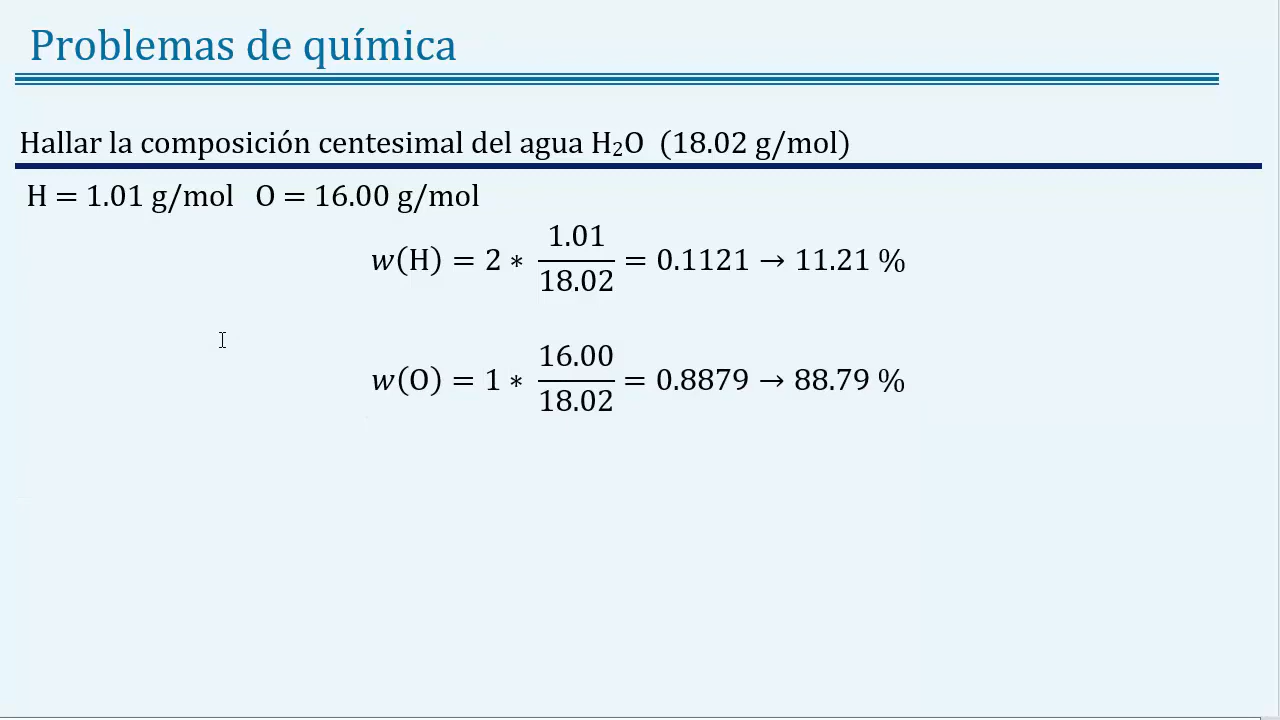 Problemas de química
Hallar la composición centesimal del agua H₂O (18.02 g/mol)
H = 1.01 g/mol O = 16.00 g/mol
w(H) = 2 * 1.01/18.02 = 0.1121 → 11.21 %
w(O) = 1 * 16.00/18.02 = 0.8879 → 88.79 %